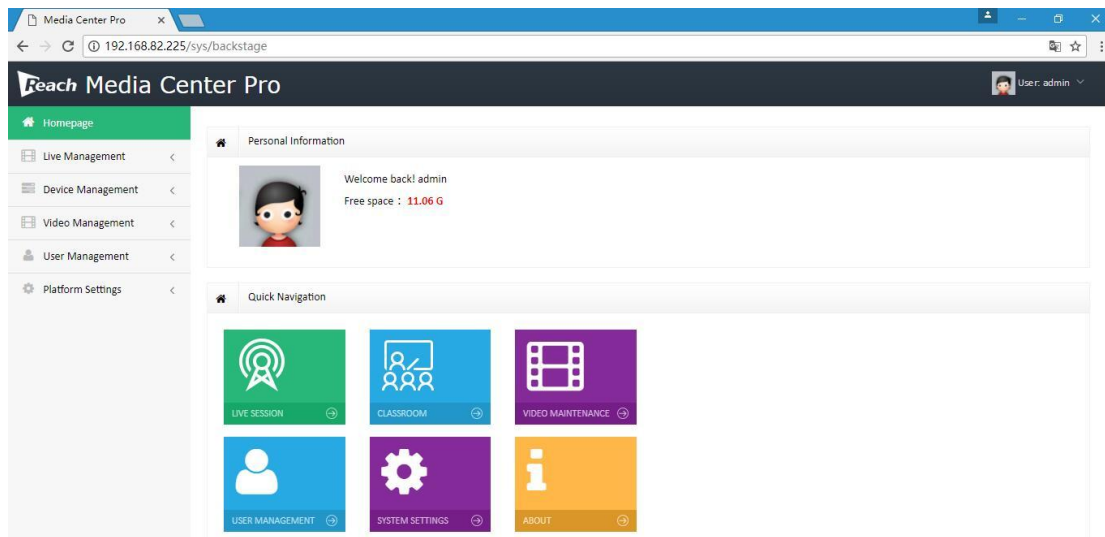 Media Center Pro
192.168.82.225/sys/backstage
Reach Media Center Pro
User: admin
Homepage
Live Management
Device Management
Video Management
User Management
Platform Settings
Personal Information
Welcome back! admin
Free space : 11.06 G
Quick Navigation
LIVE SESSION
CLASSROOM
VIDEO MAINTENANCE
USER MANAGEMENT
SYSTEM SETTINGS
ABOUT